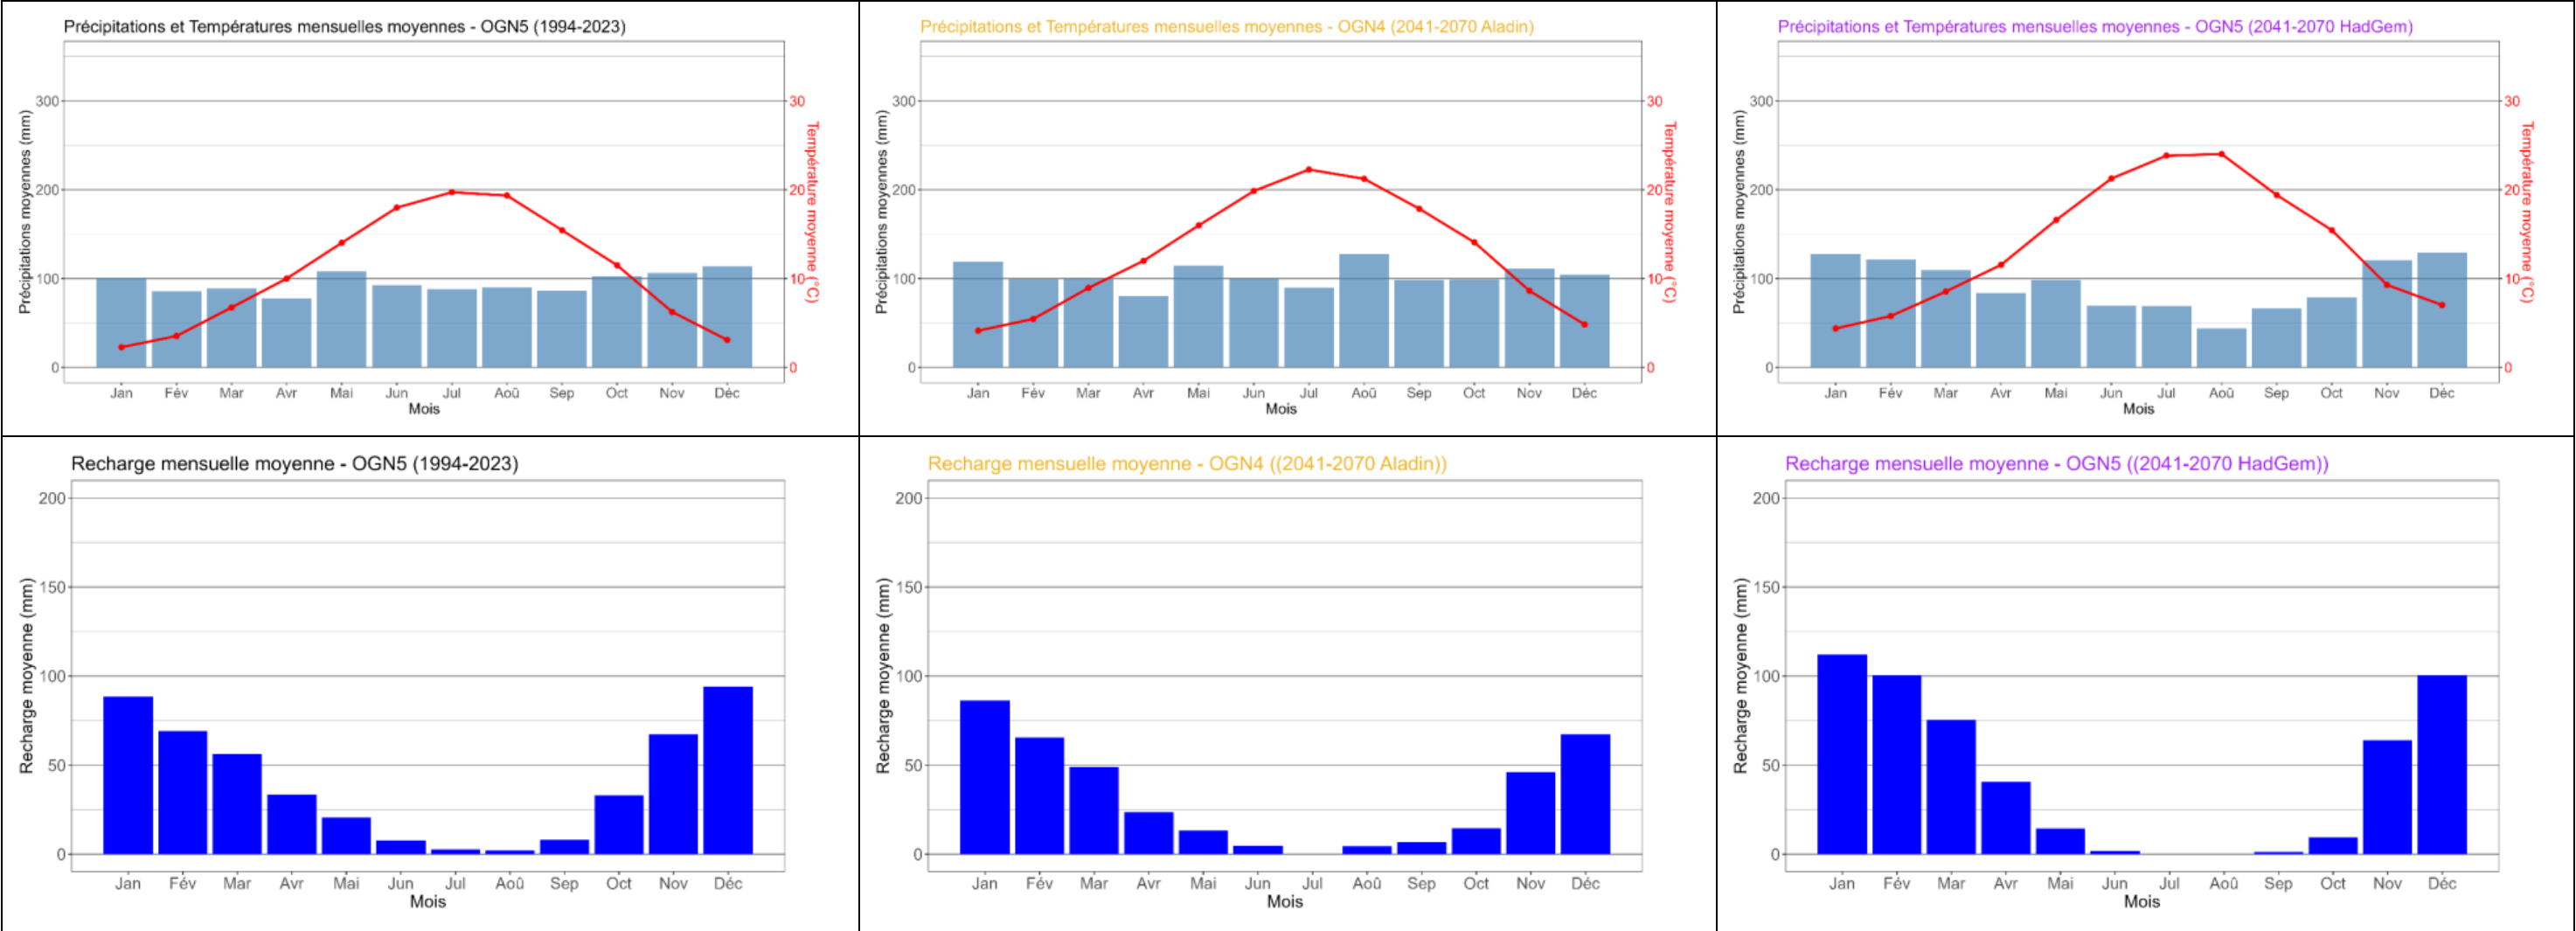 Précipitations et Températures mensuelles moyennes - OGN5 (1994-2023)
Précipitations moyennes (mm)
300
200
100
0
30
20
10
0
Température moyenne (°C)
Jan Fév Mar Avr Mai Jun Jul Aoû Sep Oct Nov Déc
Mois
Précipitations et Températures mensuelles moyennes - OGN4 (2041-2070 Aladin)
Précipitations moyennes (mm)
300
200
100
0
30
20
10
0
Température moyenne (°C)
Jan Fév Mar Avr Mai Jun Jul Aoû Sep Oct Nov Déc
Mois
Précipitations et Températures mensuelles moyennes - OGN5 (2041-2070 HadGem)
Précipitations moyennes (mm)
300
200
100
0
30
20
10
0
Température moyenne (°C)
Jan Fév Mar Avr Mai Jun Jul Aoû Sep Oct Nov Déc
Mois
Recharge mensuelle moyenne - OGN5 (1994-2023)
Recharge moyenne (mm)
200
150
100
50
0
Jan Fév Mar Avr Mai Jun Jul Aoû Sep Oct Nov Déc
Mois
Recharge mensuelle moyenne - OGN4 ((2041-2070 Aladin))
Recharge moyenne (mm)
200
150
100
50
0
Jan Fév Mar Avr Mai Jun Jul Aoû Sep Oct Nov Déc
Mois
Recharge mensuelle moyenne - OGN5 ((2041-2070 HadGem))
Recharge moyenne (mm)
200
150
100
50
0
Jan Fév Mar Avr Mai Jun Jul Aoû Sep Oct Nov Déc
Mois